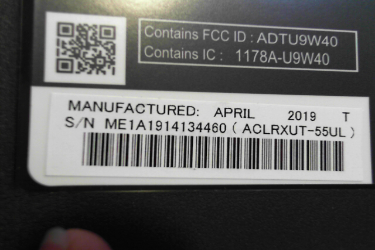 Contains FCC ID : ADTU9W40
Contains IC : 1178A-U9W40
MANUFACTURED: APRIL 2019 T
S/N ME1A1914134460 ( ACLRXUT-55UL )